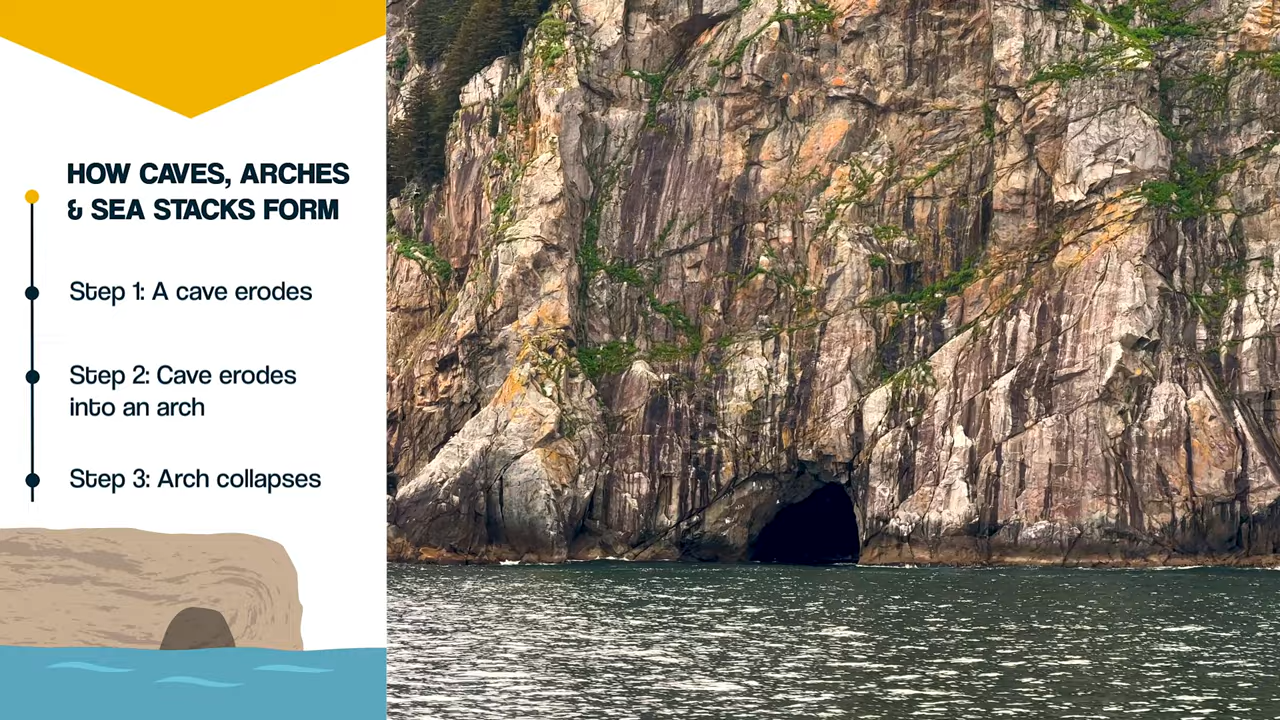 HOW CAVES, ARCHES
& SEA STACKS FORM
Step 1: A cave erodes
Step 2: Cave erodes
into an arch
Step 3: Arch collapses